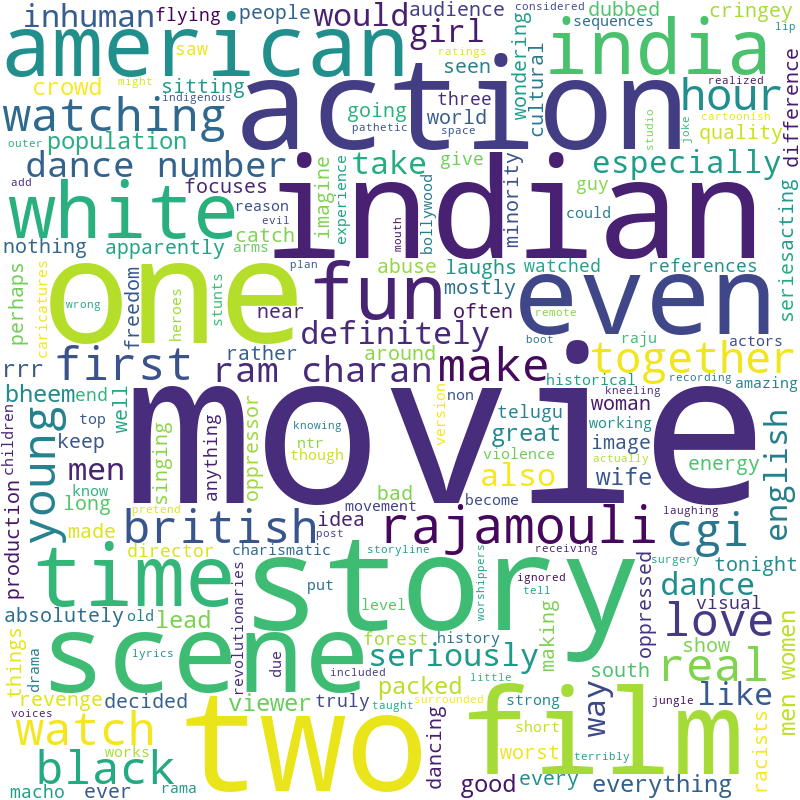 inhuman flying people would audience considered dubbed cringey
american saw girl seen wondering cultural sequences lip
crowd might sitting ratings india realized
indigenous action three hour studio joke cartoonish
watching going world difference
outer population pathetic space quality
dance number take give especially
add focuses imagine experience minority guy
white reason evil indian could
nothing apparently arms catch bollywood mouth
perhaps caricatures freedom plan abuse laughs watched references seriesacting
wrong one heroes stunts near fun mostly often even remote
definitely boot raju actors
rrr first rather around make together
ram charan historical recording amazing
bheem end well movie non kneeling woman
production children top knowing version telugu working
young keep singing anything ntr great image english
men oppressor though violence wife energy
know long also actually
pretend bad movement become laughing
made british idea post rajamouli cgi
director charismatic storyline receiving tonight
time revolutionaries put story worshippers surgery
absolutely old level ignored tell oppressed dance
lead scene forest history making visual love
things drama lyrics due included seriously show men women
taught little south real
revenge decided viewer truly packed surrounded strong way like
voices jungle
watch two dancing film short racists
works worst
black terribly
macho ever rama good every everything